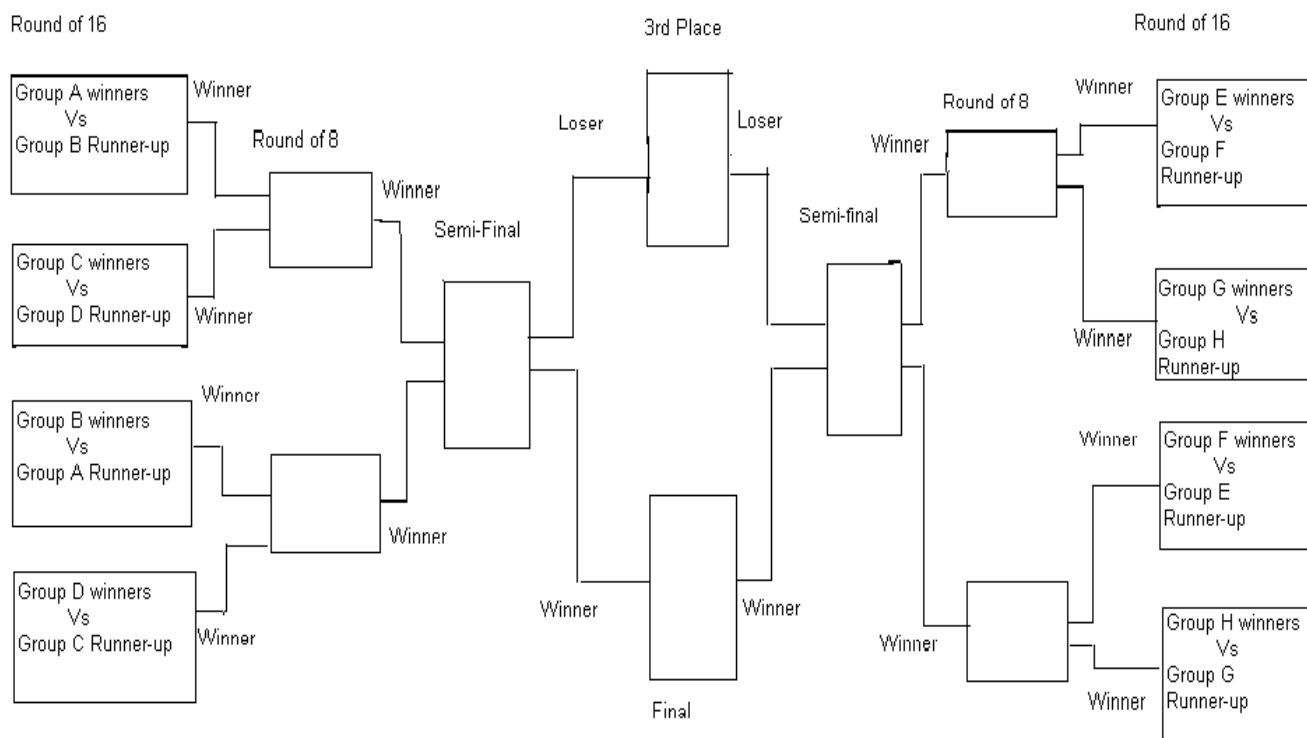 Round of 16
3rd Place
Round of 16
Group A winners
Vs
Group B Runner-up
Winner
Round of 8
Winner
Group C winners
Vs
Group D Runner-up
Winner
Semi-Final
Group B winners
Vs
Group A Runner-up
Winner
Winner
Group D winners
Vs
Group C Runner-up
Winner
Loser
Loser
Winner
Winner
Final
Semi-final
Winner
Round of 8
Winner
Group E winners
Vs
Group F
Runner-up
Winner
Group G winners
Vs
Group H
Runner-up
Winner
Group F winners
Vs
Group E
Runner-up
Winner
Winner
Group H winners
Vs
Group G
Runner-up